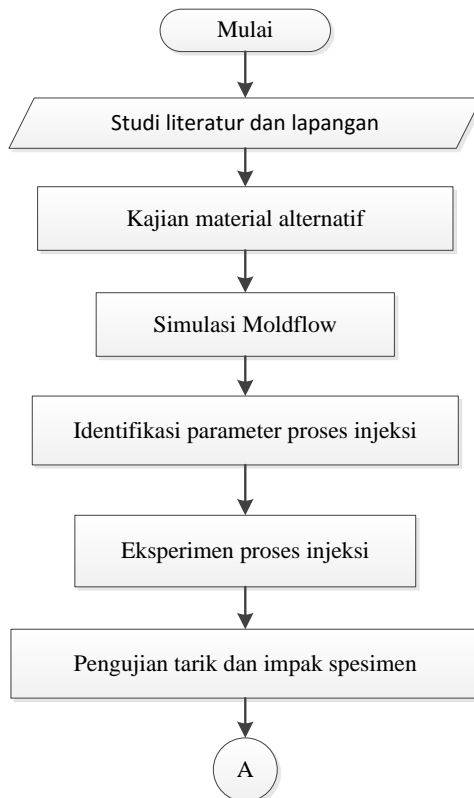 Mulai
Studi literatur dan lapangan
Kajian material alternatif
Simulasi Moldflow
Identifikasi parameter proses injeksi
Eksperimen proses injeksi
Pengujian tarik dan impak spesimen
A